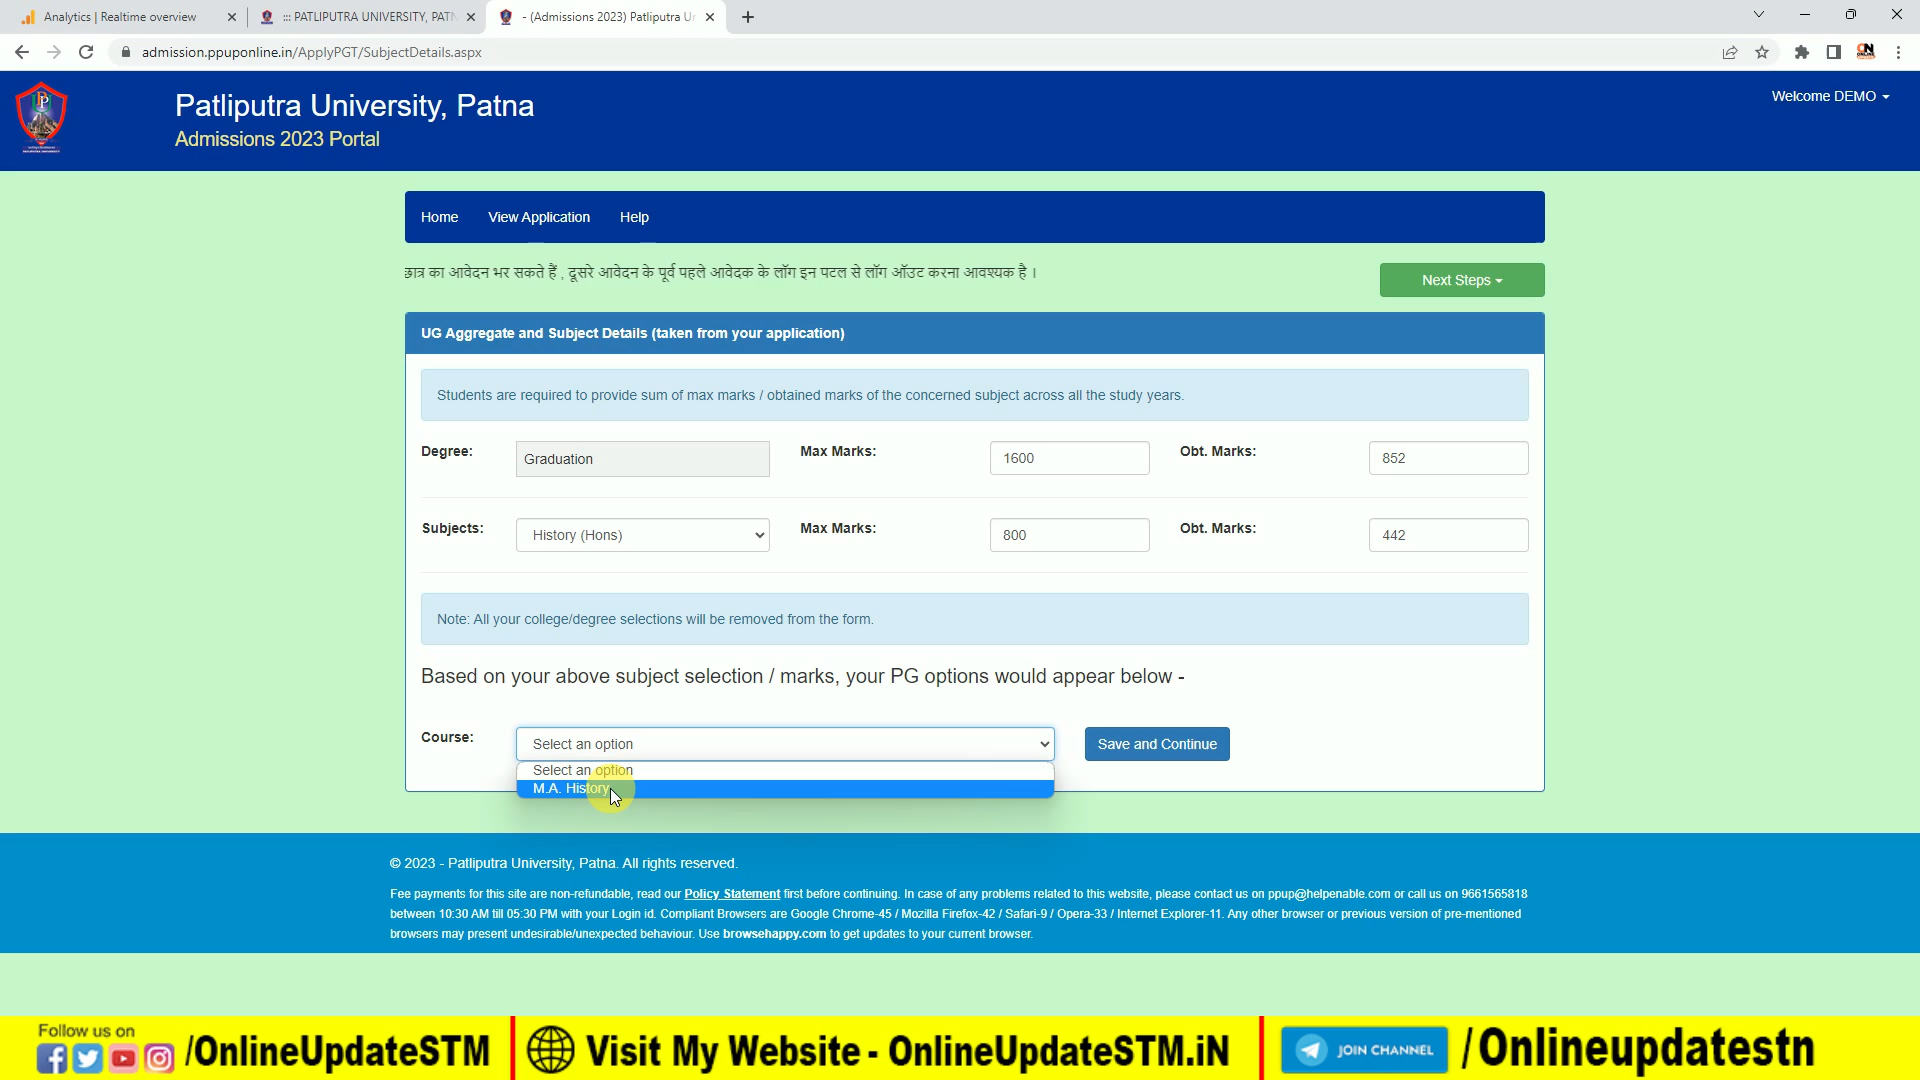 Analytics | Realtime overview
::: PATLIPUTRA UNIVERSITY, PATN
- (Admissions 2023) Patliputra Un
admission.ppuponline.in/ApplyPGT/SubjectDetails.aspx
Patliputra University, Patna
Admissions 2023 Portal
Welcome DEMO
Home View Application Help
छात्र का आवेदन भर सकते हैं , दूसरे आवेदन के पूर्व पहले आवेदक के लॉग इन पटल से लॉग ऑउट करना आवश्यक है ।
Next Steps
UG Aggregate and Subject Details (taken from your application)
Students are required to provide sum of max marks / obtained marks of the concerned subject across all the study years.
Degree: Graduation Max Marks: 1600 Obt. Marks: 852
Subjects: History (Hons) Max Marks: 800 Obt. Marks: 442
Note: All your college/degree selections will be removed from the form.
Based on your above subject selection / marks, your PG options would appear below -
Course: Select an option Save and Continue
Select an option
M.A. History
© 2023 - Patliputra University, Patna. All rights reserved.
Fee payments for this site are non-refundable, read our Policy Statement first before continuing. In case of any problems related to this website, please contact us on ppup@helpenable.com or call us on 9661565818
between 10:30 AM till 05:30 PM with your Login id. Compliant Browsers are Google Chrome-45 / Mozilla Firefox-42 / Safari-9 / Opera-33 / Internet Explorer-11. Any other browser or previous version of pre-mentioned
browsers may present undesirable/unexpected behaviour. Use browsehappy.com to get updates to your current browser.
Follow us on
/OnlineUpdateSTM
Visit My Website - OnlineUpdateSTM.iN
JOIN CHANNEL
/Onlineupdatestn